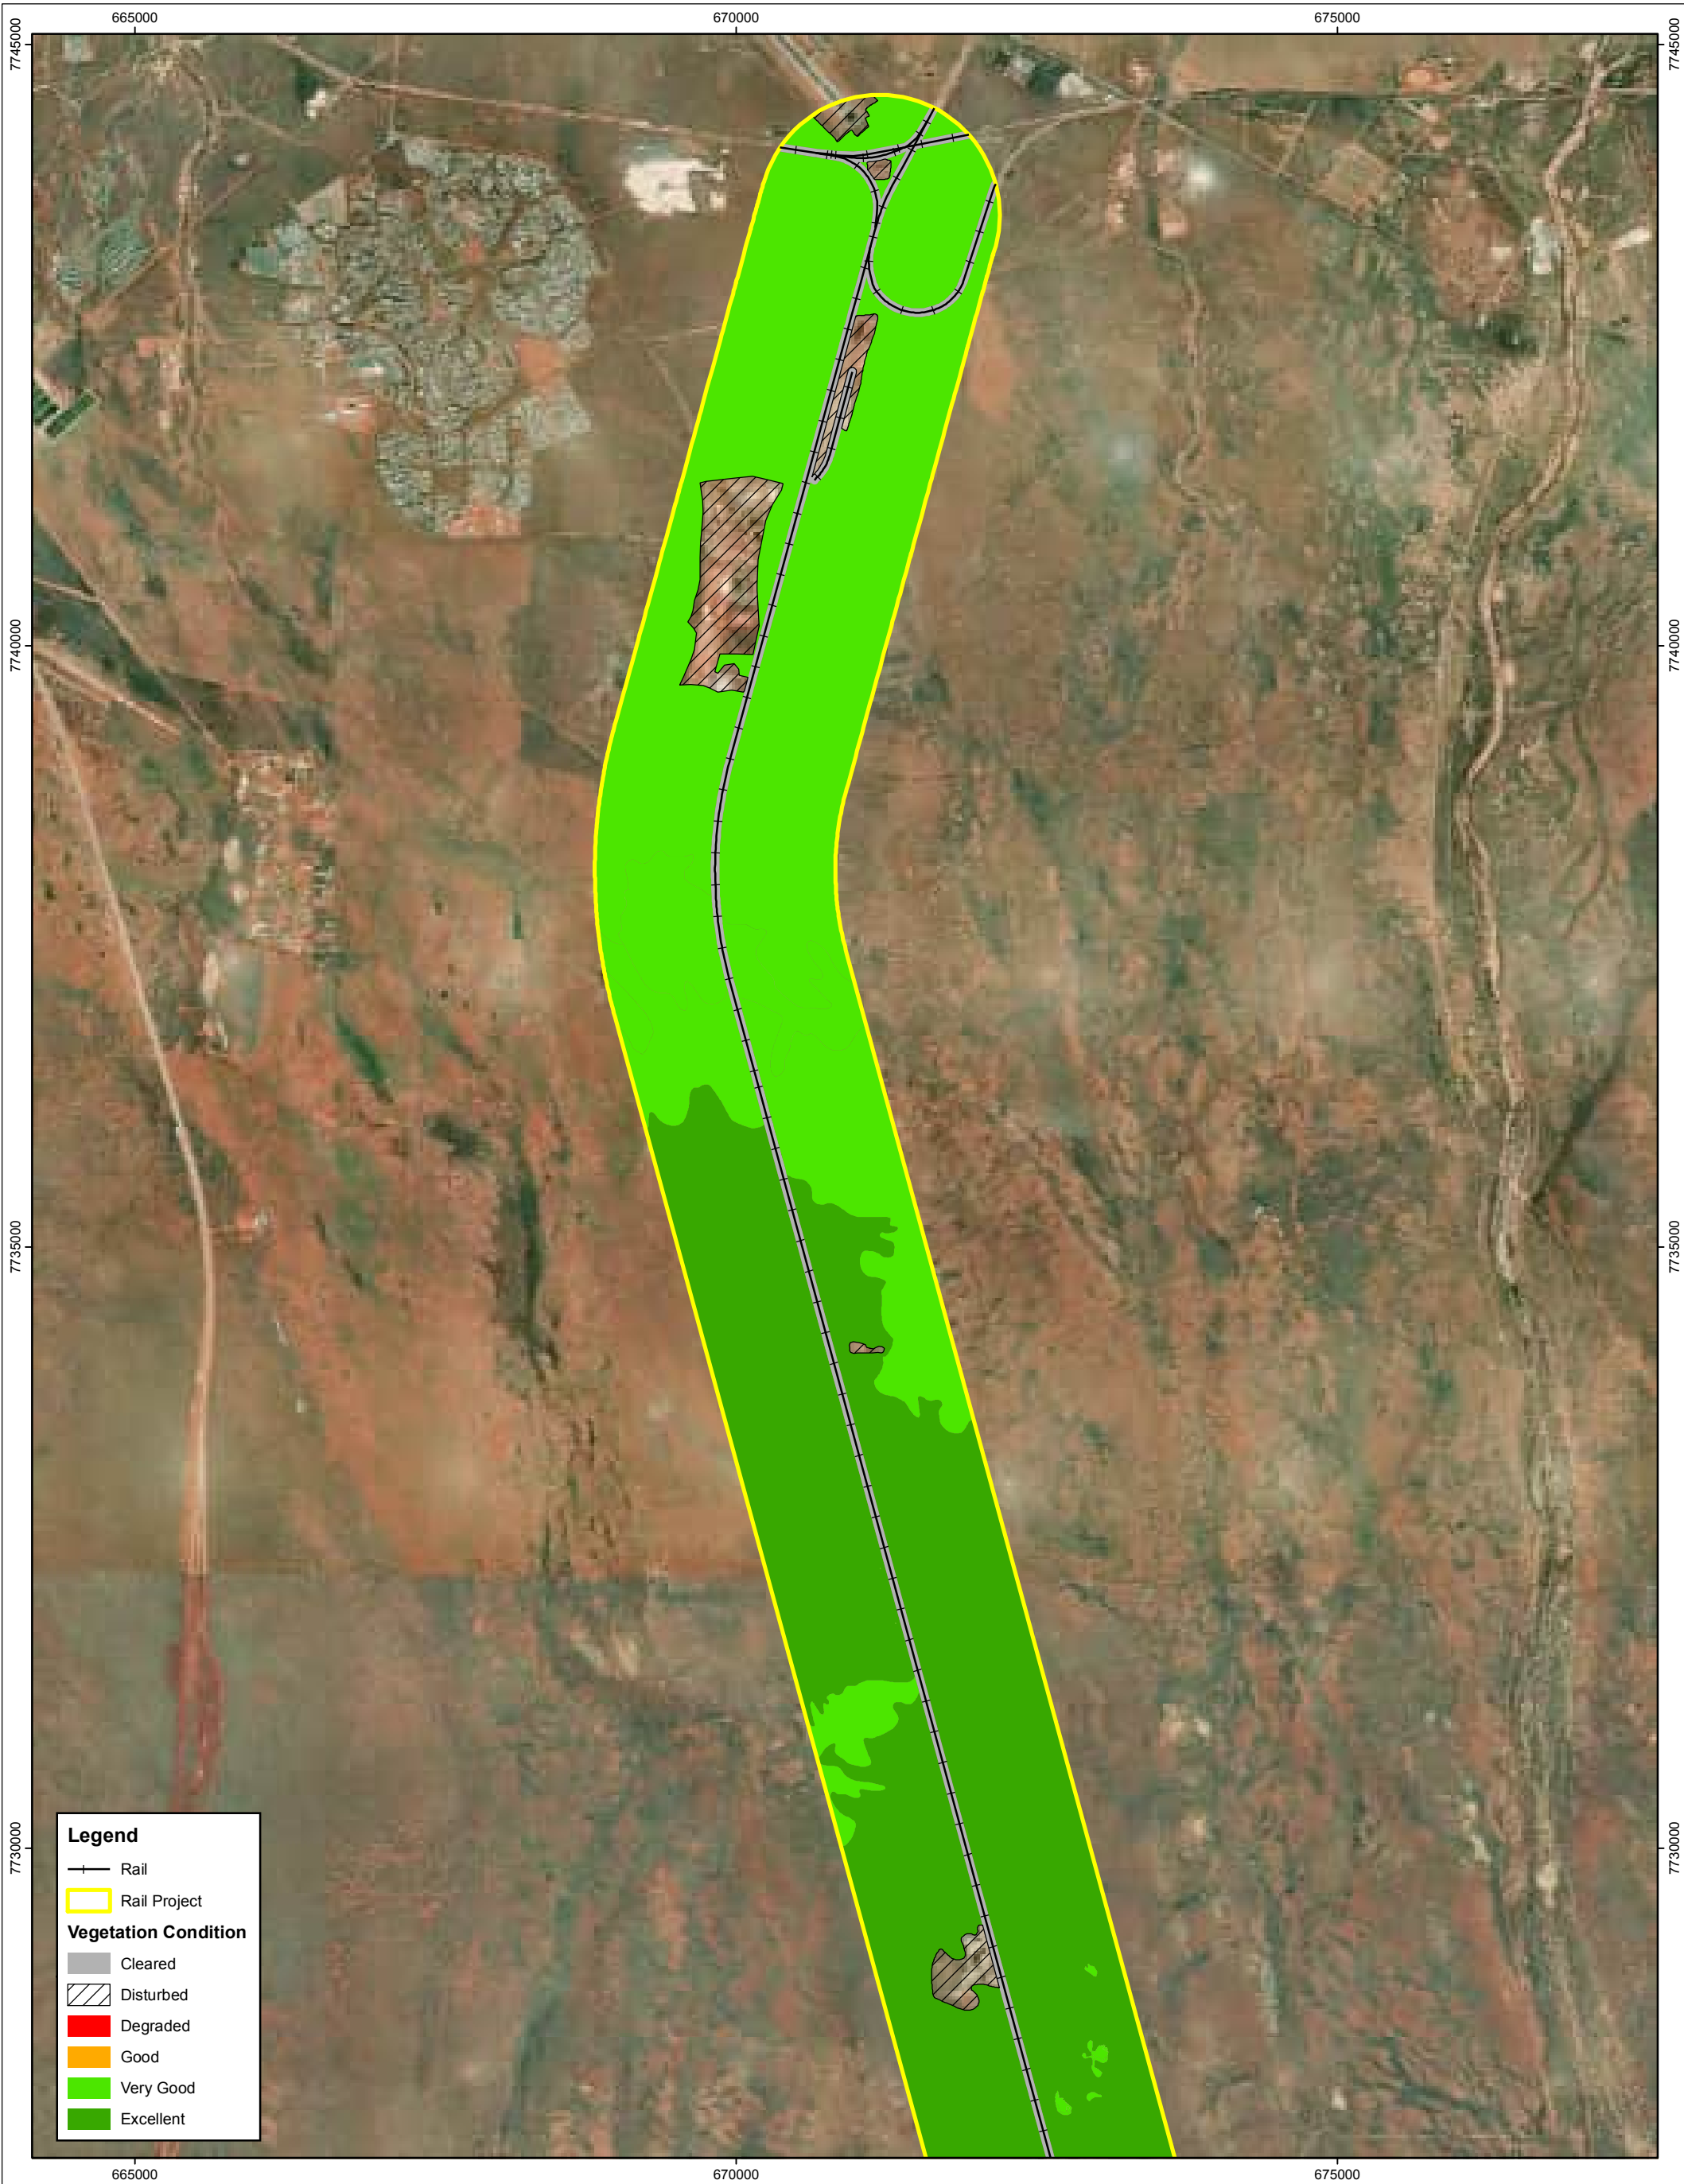 665000
670000
675000
7745000
7745000
7740000
7740000
7735000
7735000
7730000
7730000
Legend
Rail
Rail Project
Vegetation Condition
Cleared
Disturbed
Degraded
Good
Very Good
Excellent
665000
670000
675000